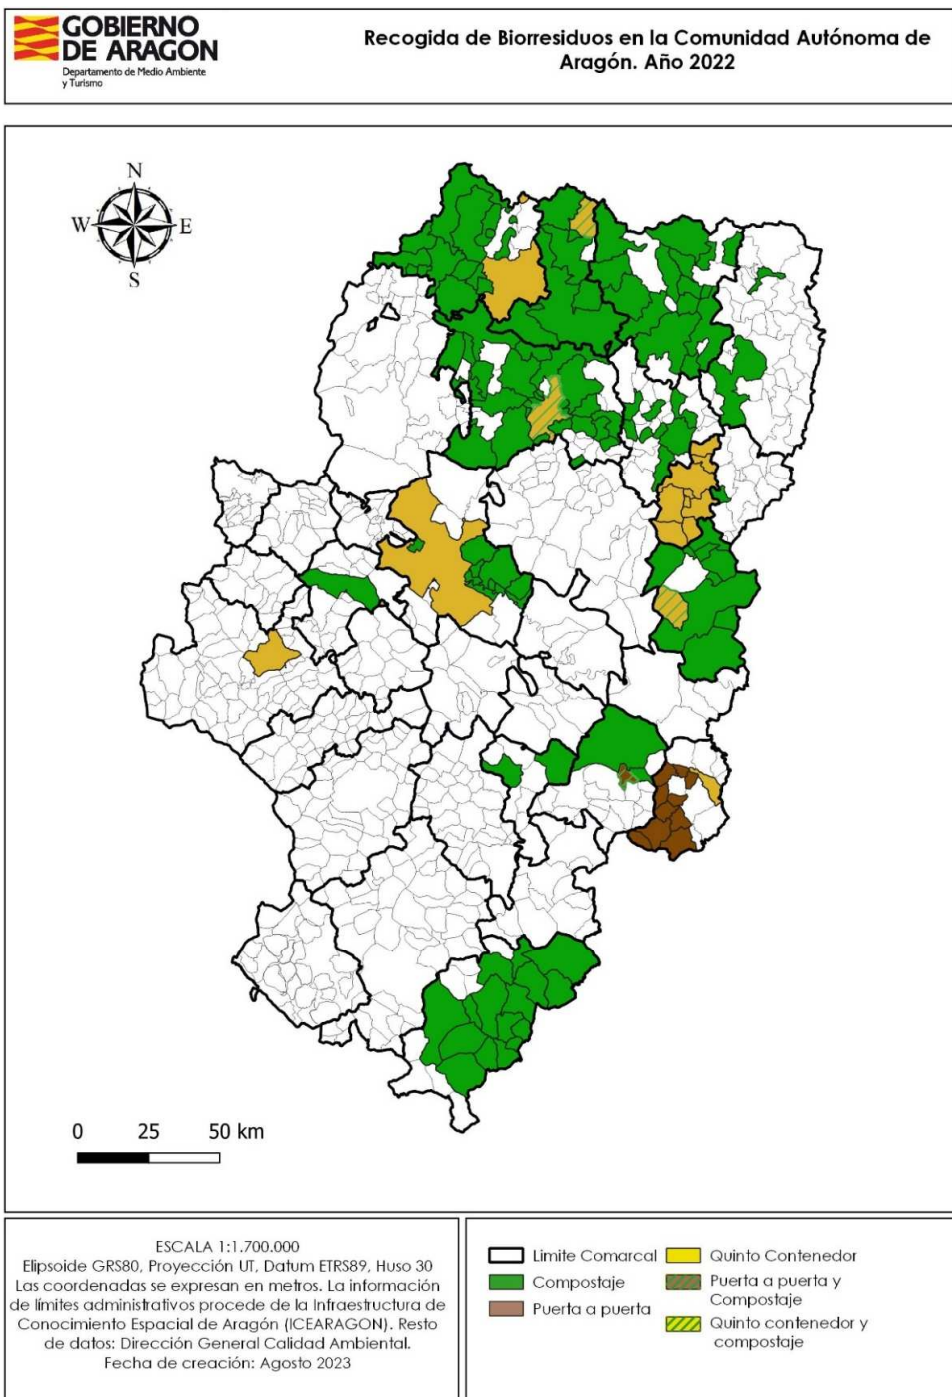 GOBIERNO
DE ARAGON
Departamento de Medio Ambiente
y Turismo
Recogida de Biorresiduos en la Comunidad Autónoma de
Aragón. Año 2022
N
W
E
S
0 25 50 km
ESCALA 1:1.700.000
Elipsoide GRS80, Proyección UT, Datum ETRS89, Huso 30
Las coordenadas se expresan en metros. La información
de límites administrativos procede de la Infraestructura de
Conocimiento Espacial de Aragón (ICEARAGON). Resto
de datos: Dirección General Calidad Ambiental.
Fecha de creación: Agosto 2023
Limite Comarcal
Compostaje
Puerta a puerta
Quinto Contenedor
Puerta a puerta y
Compostaje
Quinto contenedor y
compostaje